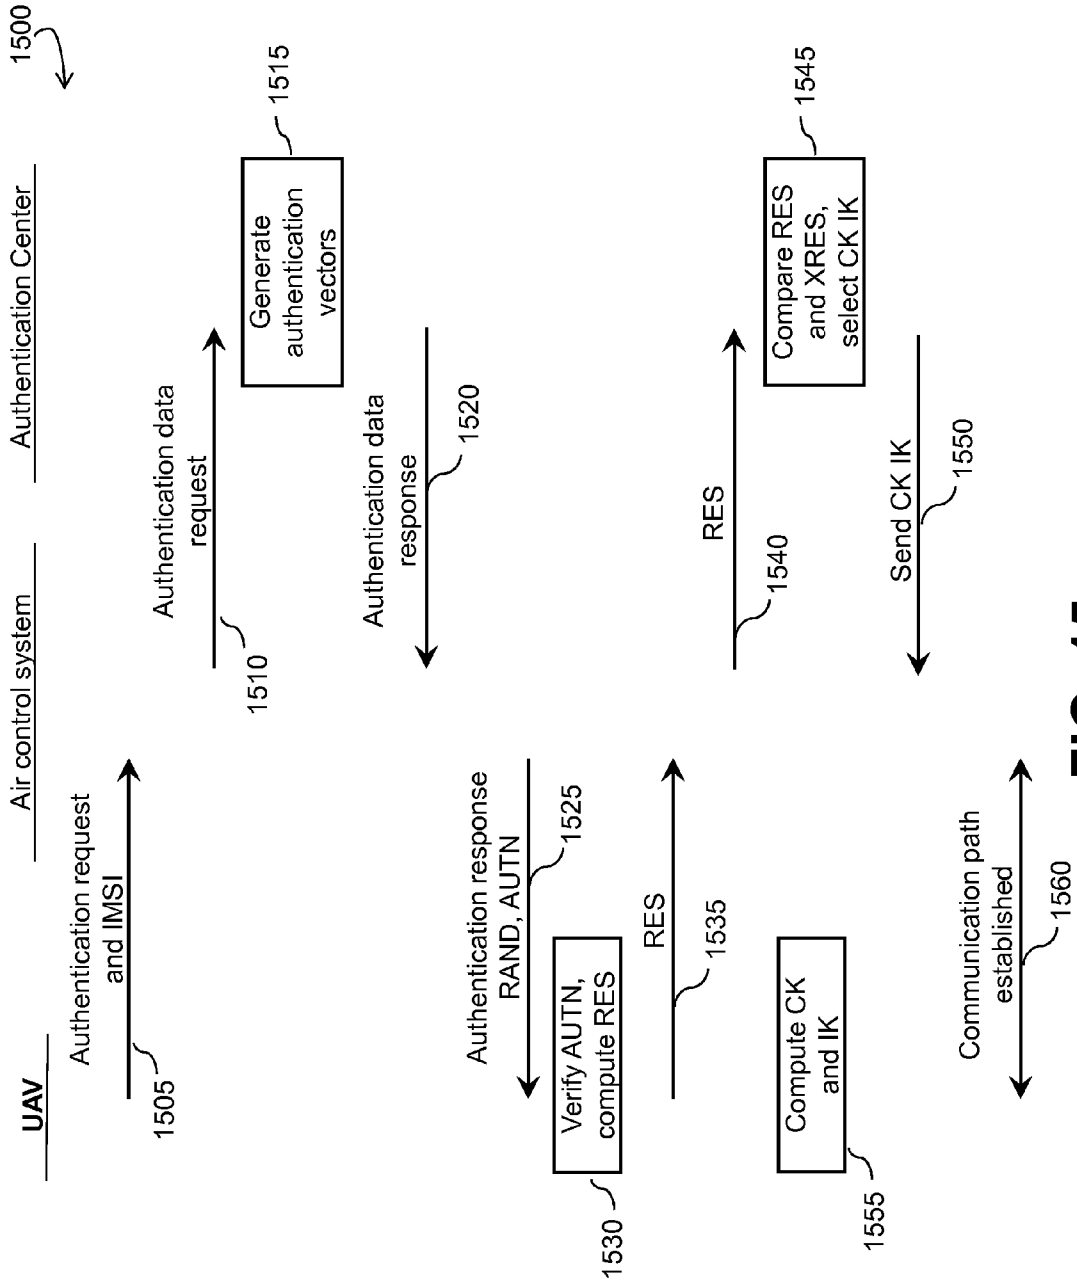 1500
UAV
Air control system
Authentication Center
Authentication request
and IMSI
1505
Authentication data
request
1510
Generate
authentication
vectors
1515
Authentication data
response
1520
Authentication response
RAND, AUTN
1525
Verify AUTN,
compute RES
1530
RES
1535
RES
1540
Compare RES
and XRES,
select CK IK
1545
Compute CK
and IK
1555
Send CK IK
1550
Communication path
established
1560